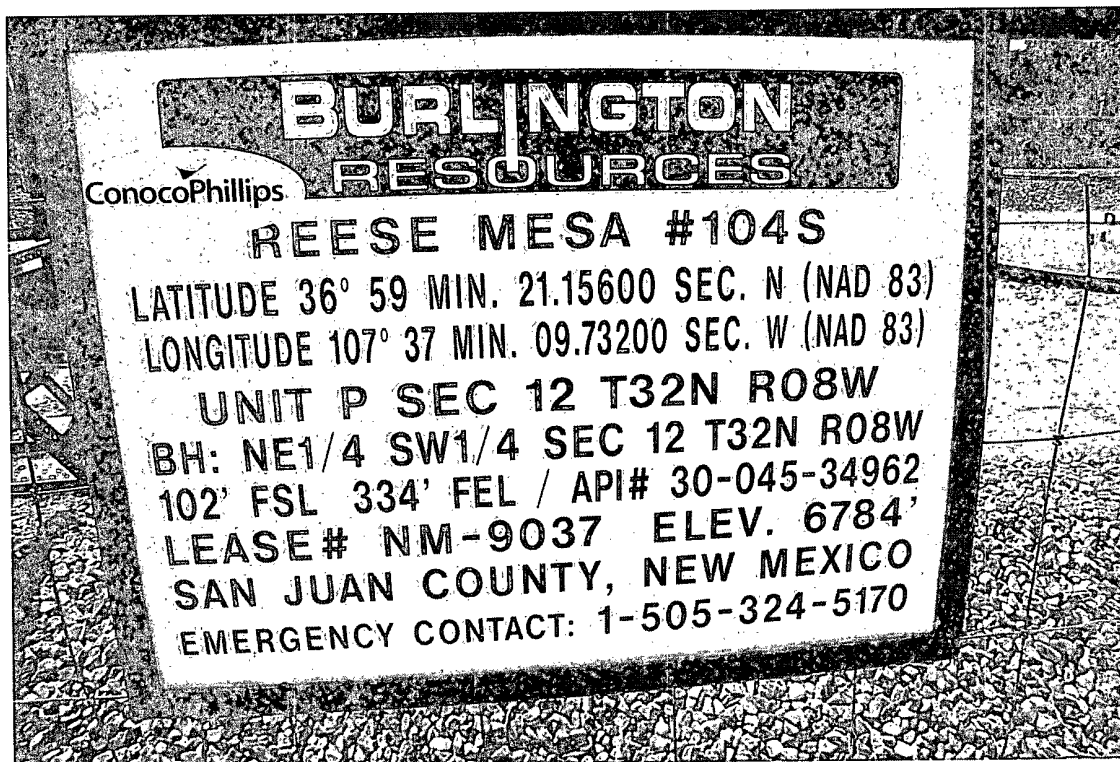 BURLINGTON
RESOURCES
ConocoPhillips
REESE MESA #104S
LATITUDE 36° 59 MIN. 21.15600 SEC. N (NAD 83)
LONGITUDE 107° 37 MIN. 09.73200 SEC. W (NAD 83)
UNIT P SEC 12 T32N R08W
BH: NE1/4 SW1/4 SEC 12 T32N R08W
102' FSL 334' FEL / API# 30-045-34962
LEASE# NM-9037 ELEV. 6784'
SAN JUAN COUNTY, NEW MEXICO
EMERGENCY CONTACT: 1-505-324-5170